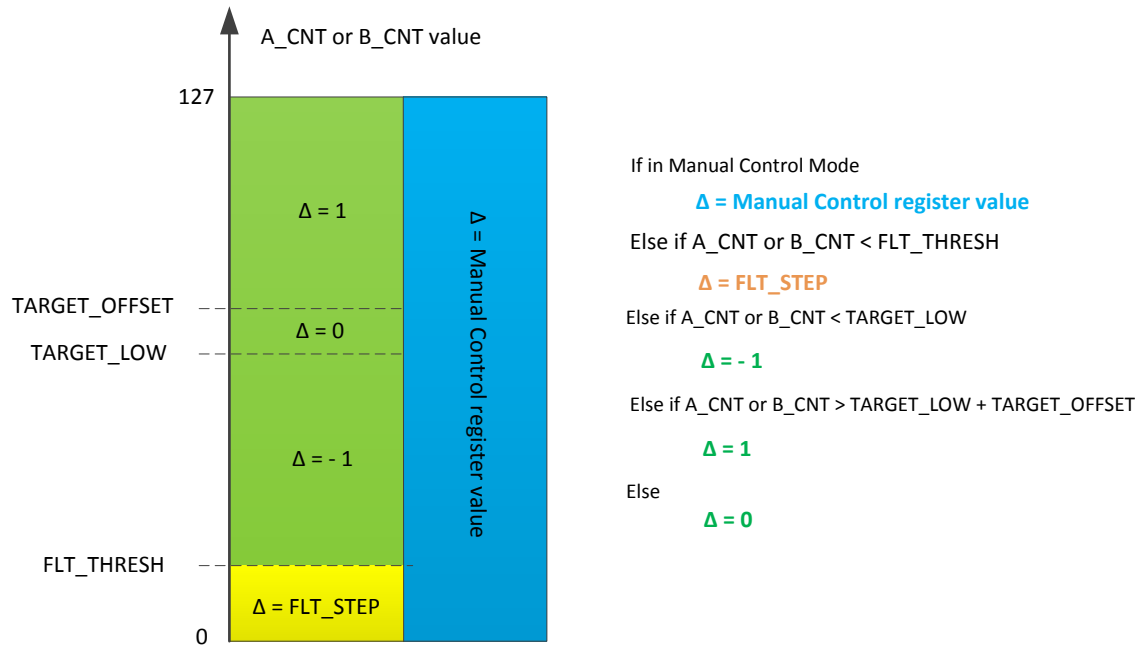 A_CNT or B_CNT value
127
Δ = 1
TARGET_OFFSET
Δ = 0
TARGET_LOW
Δ = - 1
FLT_THRESH
Δ = FLT_STEP
0
Δ = Manual Control register value
If in Manual Control Mode
Δ = Manual Control register value
Else if A_CNT or B_CNT < FLT_THRESH
Δ = FLT_STEP
Else if A_CNT or B_CNT < TARGET_LOW
Δ = - 1
Else if A_CNT or B_CNT > TARGET_LOW + TARGET_OFFSET
Δ = 1
Else
Δ = 0